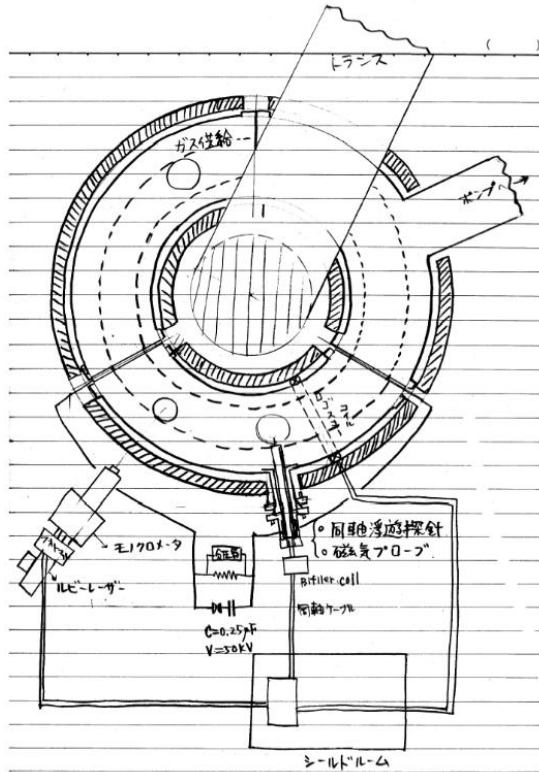 (　　)
トランス
ガス供給
ポンプへ
ロゴスキー
コイル
モノクロメータ
ルビーレーザー
同軸浮遊探針
磁気プローブ
Bifiler.coil
同軸ケーブル
C=0.25μF
V=50KV
シールドルーム